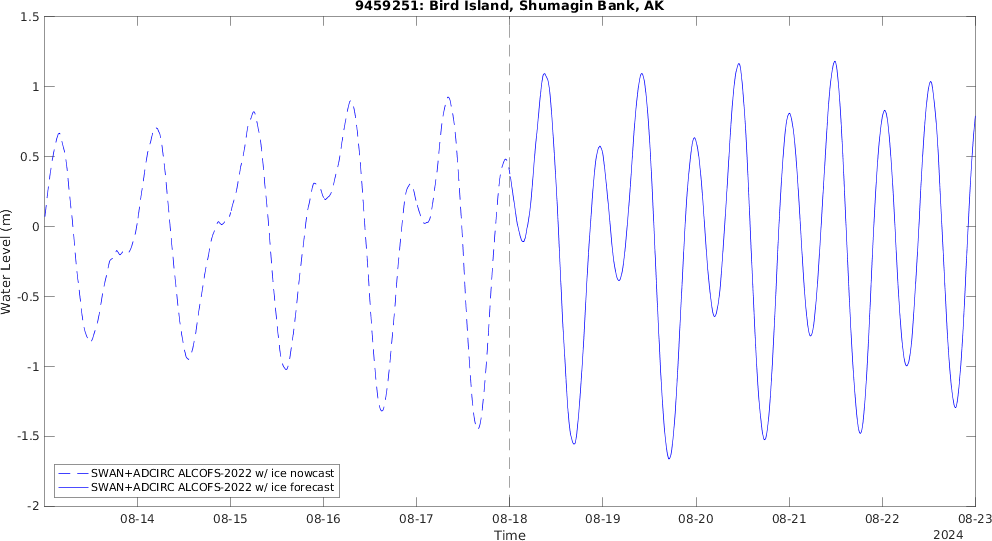 9459251: Bird Island, Shumagin Bank, AK
1.5
1
0.5
0
-0.5
-1
-1.5
-2
Water Level (m)
SWAN+ADCIRC ALCOFS-2022 w/ ice nowcast
SWAN+ADCIRC ALCOFS-2022 w/ ice forecast
08-14 08-15 08-16 08-17 08-18 08-19 08-20 08-21 08-22 08-23
Time
2024